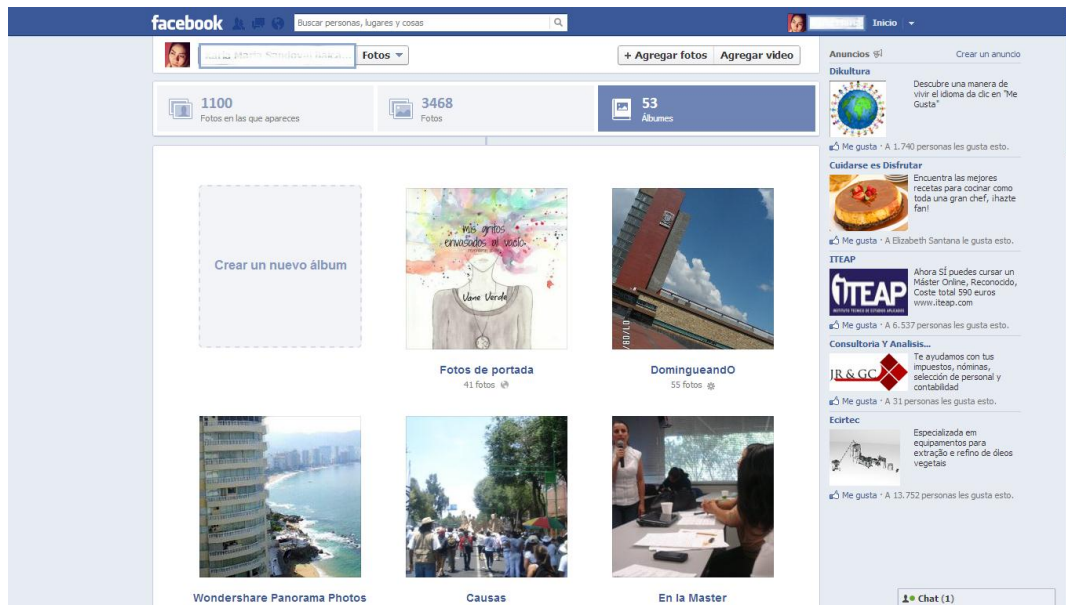 facebook
Buscar personas, lugares y cosas
Inicio
Fotos
+ Agregar fotos
Agregar video
1100
Fotos en las que apareces
3468
Fotos
53
Álbumes
Crear un nuevo álbum
mis gritos
envasados al vacío
Vane Verde
Fotos de portada
41 fotos
DomingueandO
55 fotos
Wondershare Panorama Photos
Causas
En la Master
Anuncios
Crear un anuncio
Dikultura
Descubre una manera de
vivir el idioma da clic en "Me
Gusta"
Me gusta · A 1.740 personas les gusta esto.
Cuidarse es Disfrutar
Encuentra las mejores
recetas para cocinar como
toda una gran chef, ¡hazte
fan!
Me gusta · A Elizabeth Santana le gusta esto.
ITEAP
ITEAP
INSTITUTO TECNICO DE ESTUDIOS APLICADOS
Ahora SÍ puedes cursar un
Máster Online, Reconocido,
Coste total 590 euros
www.iteap.com
Me gusta · A 6.537 personas les gusta esto.
Consultoria Y Analisis...
JR & GC
Te ayudamos con tus
impuestos, nóminas,
selección de personal y
contabilidad
Me gusta · A 31 personas les gusta esto.
Ecirtec
Especializada em
equipamentos para
extração e refino de óleos
vegetais
Me gusta · A 13.752 personas les gusta esto.
Chat (1)